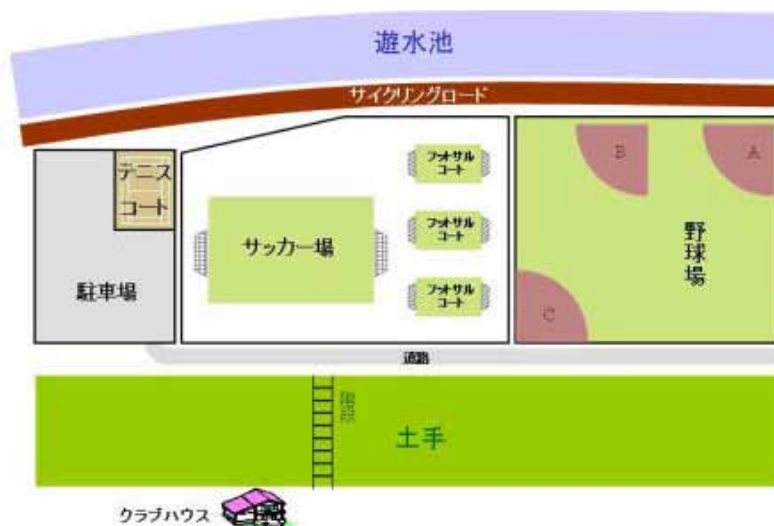 遊水池
サイクリングロード
テニス
コート
駐車場
サッカー場
フットサル
コート
フットサル
コート
フットサル
コート
B
A
C
野球場
道路
階段
土手
クラブハウス